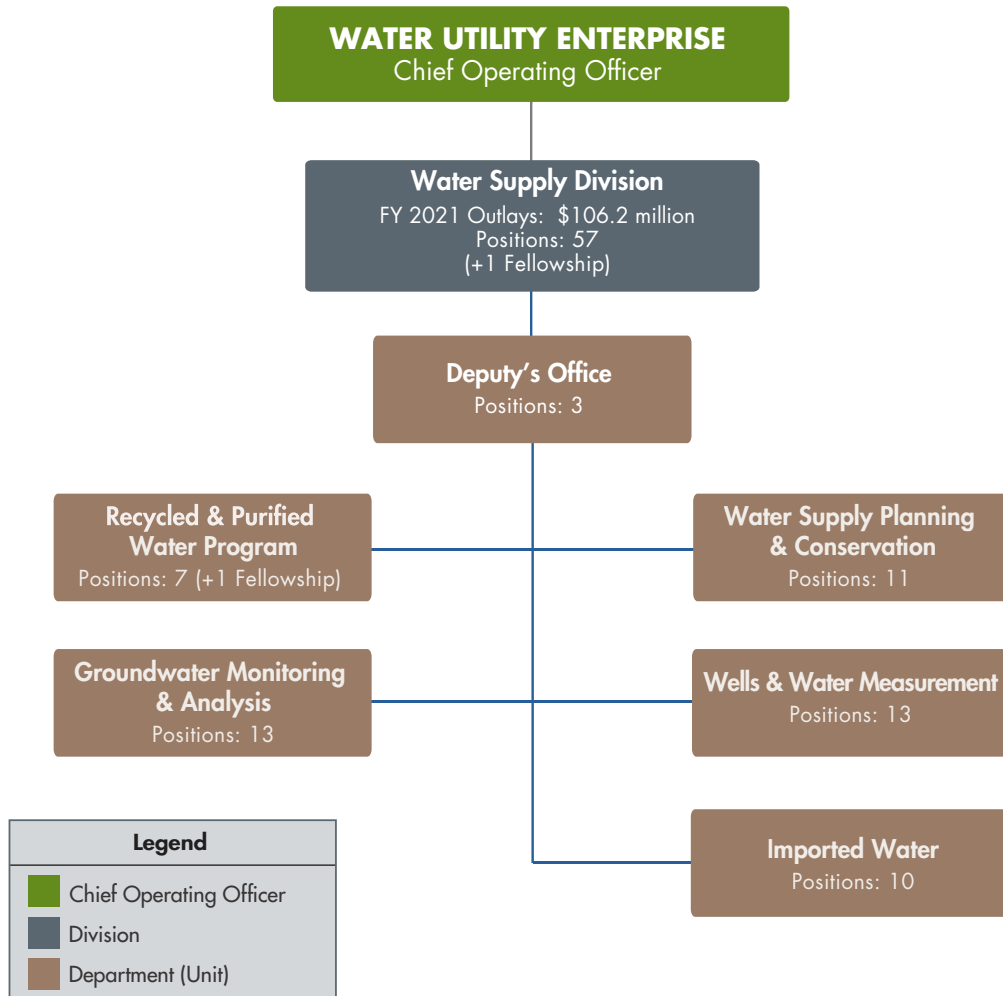 WATER UTILITY ENTERPRISE
Chief Operating Officer
Water Supply Division
FY 2021 Outlays: $106.2 million
Positions: 57
(+1 Fellowship)
Deputy’s Office
Positions: 3
Recycled & Purified
Water Program
Positions: 7 (+1 Fellowship)
Water Supply Planning
& Conservation
Positions: 11
Groundwater Monitoring
& Analysis
Positions: 13
Wells & Water Measurement
Positions: 13
Imported Water
Positions: 10
Legend
Chief Operating Officer
Division
Department (Unit)